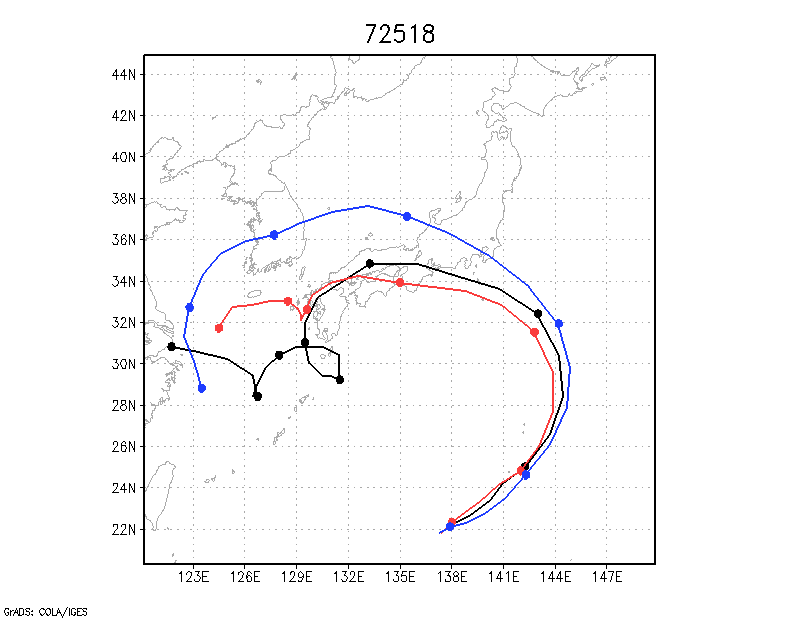 72518
44N
42N
40N
38N
36N
34N
32N
30N
28N
26N
24N
22N
123E 126E 129E 132E 135E 138E 141E 144E 147E
GrADS: COLA/IGES